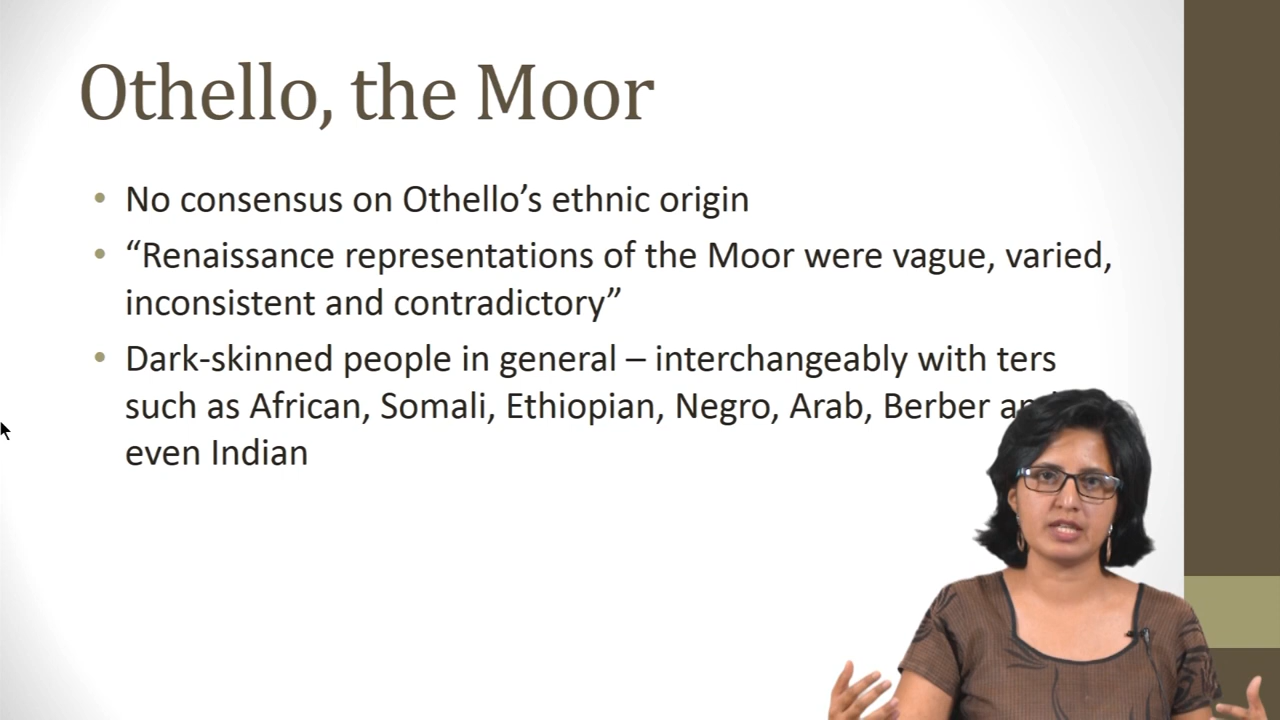 Othello, the Moor
• No consensus on Othello’s ethnic origin
• “Renaissance representations of the Moor were vague, varied,
inconsistent and contradictory”
• Dark-skinned people in general – interchangeably with ters
such as African, Somali, Ethiopian, Negro, Arab, Berber
even Indian